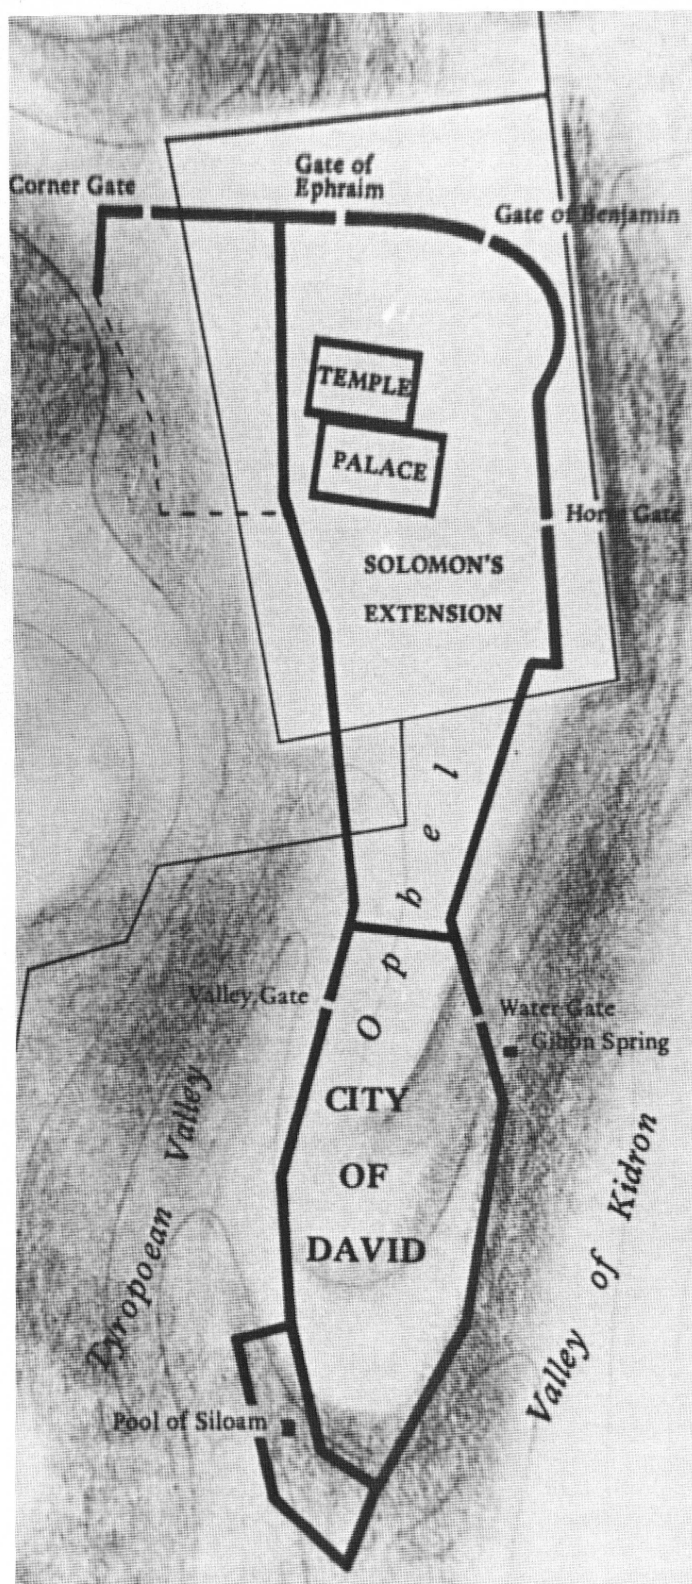 Gate of
Ephraim
Corner Gate
Gate of Benjamin
TEMPLE
PALACE
Horse Gate
SOLOMON'S
EXTENSION
Ophel
Valley Gate
Water Gate
Gihon Spring
CITY
OF
DAVID
Tyropoean Valley
Valley of Kidron
Pool of Siloam